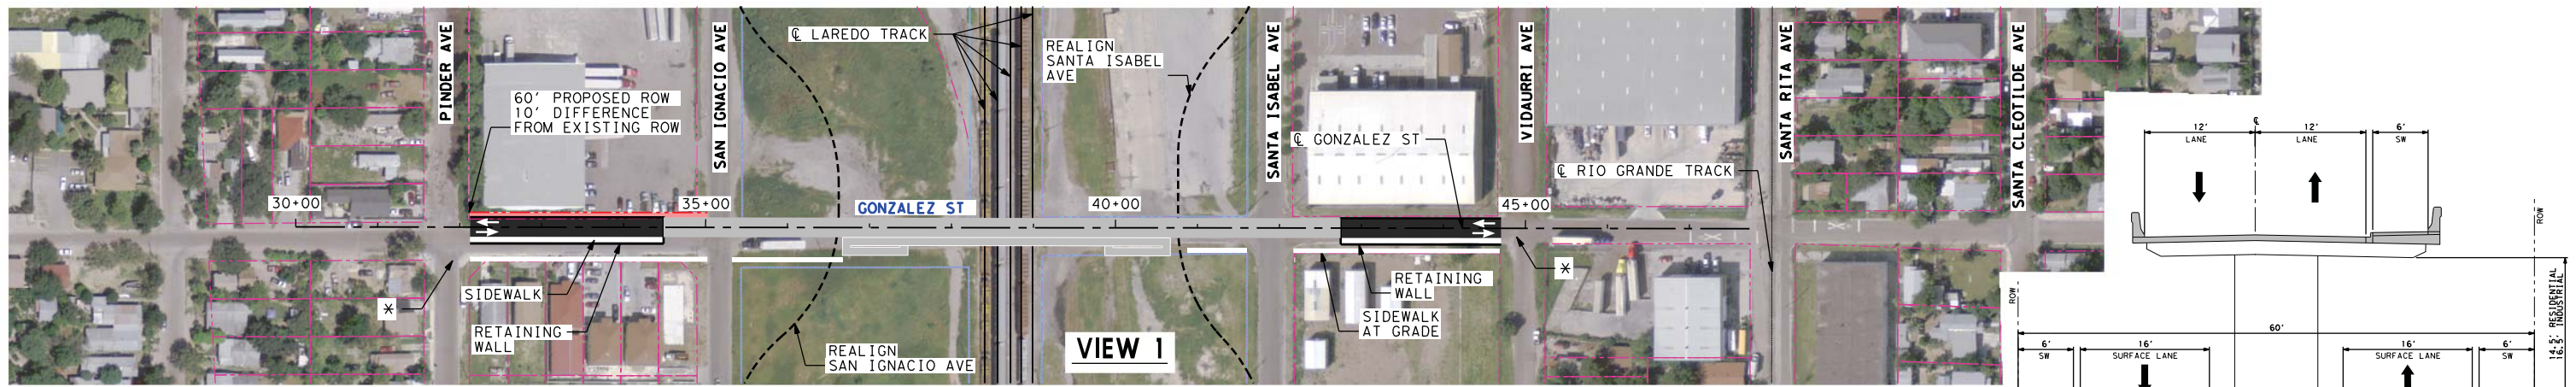 PINDER AVE
SAN IGNACIO AVE
℄ LAREDO TRACK
REALIGN
SANTA ISABEL
AVE
SANTA ISABEL AVE
VIDAURRI AVE
SANTA RITA AVE
SANTA CLEOTILDE AVE
60' PROPOSED ROW
10' DIFFERENCE
FROM EXISTING ROW
℄ GONZALEZ ST
℄ RIO GRANDE TRACK
30+00
35+00
GONZALEZ ST
40+00
45+00
*
SIDEWALK
RETAINING
WALL
REALIGN
SAN IGNACIO AVE
VIEW 1
RETAINING
WALL
SIDEWALK
AT GRADE
*
℄
12'
12'
6'
LANE
LANE
SW
ROW
ROW
14.5' RESIDENTIAL
16.5' INDUSTRIAL
60'
6'
16'
16'
6'
SW
SURFACE LANE
SURFACE LANE
SW